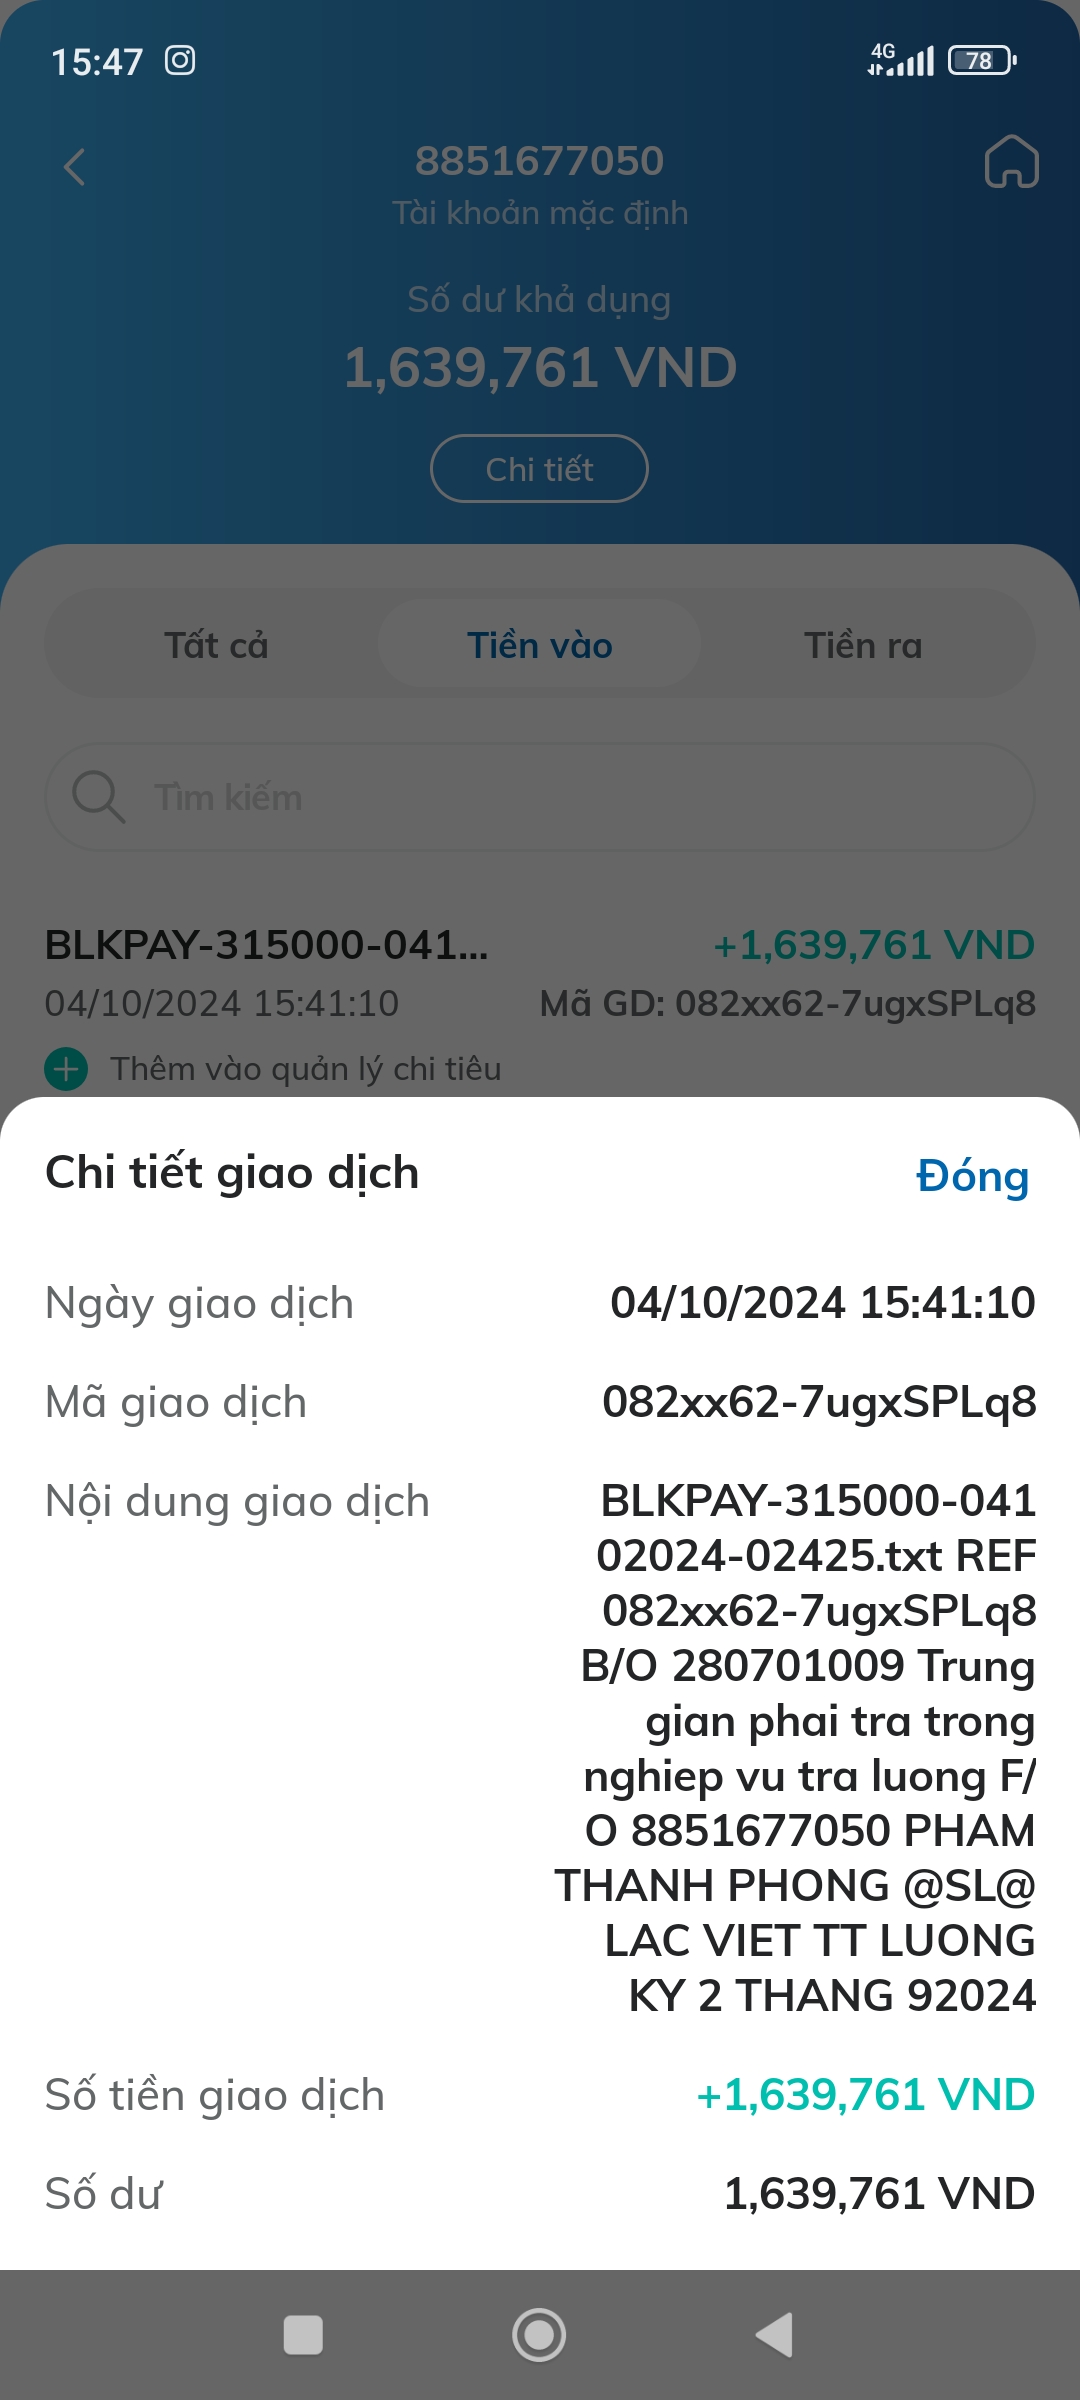 15:47
4G
78
8851677050
Tài khoản mặc định
Số dư khả dụng
1,639,761 VND
Chi tiết
Tất cả
Tiền vào
Tiền ra
Tìm kiếm
BLKPAY-315000-041...
+1,639,761 VND
04/10/2024 15:41:10
Mã GD: 082xx62-7ugxSPLq8
Thêm vào quản lý chi tiêu
Chi tiết giao dịch
Đóng
Ngày giao dịch
04/10/2024 15:41:10
Mã giao dịch
082xx62-7ugxSPLq8
Nội dung giao dịch
BLKPAY-315000-041
02024-02425.txt REF
082xx62-7ugxSPLq8
B/O 280701009 Trung
gian phai tra trong
nghiep vu tra luong F/
O 8851677050 PHAM
THANH PHONG @SL@
LAC VIET TT LUONG
KY 2 THANG 92024
Số tiền giao dịch
+1,639,761 VND
Số dư
1,639,761 VND